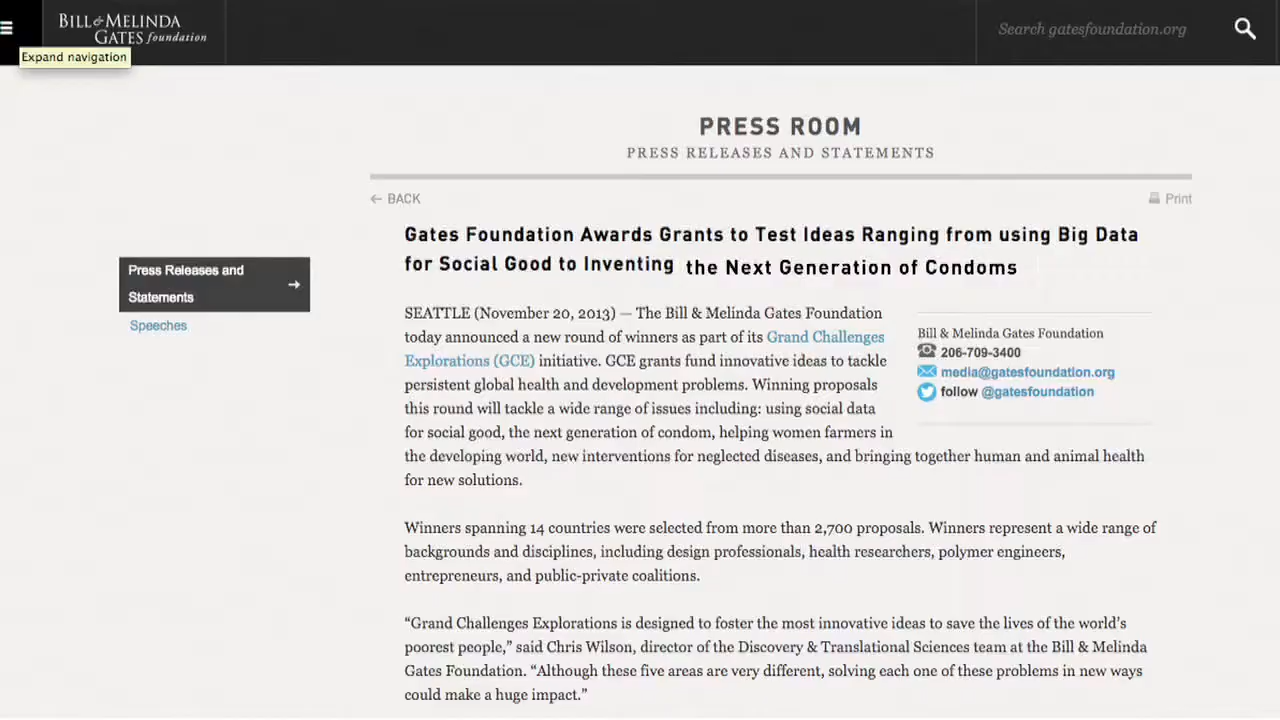 BILL & MELINDA
GATES foundation
Search gatesfoundation.org
Expand navigation
PRESS ROOM
PRESS RELEASES AND STATEMENTS
← BACK
Print
Gates Foundation Awards Grants to Test Ideas Ranging from using Big Data
for Social Good to Inventing the Next Generation of Condoms
Press Releases and
Statements →
Speeches
SEATTLE (November 20, 2013) — The Bill & Melinda Gates Foundation
today announced a new round of winners as part of its Grand Challenges
Explorations (GCE) initiative. GCE grants fund innovative ideas to tackle
persistent global health and development problems. Winning proposals
this round will tackle a wide range of issues including: using social data
for social good, the next generation of condom, helping women farmers in
the developing world, new interventions for neglected diseases, and bringing together human and animal health
for new solutions.
Bill & Melinda Gates Foundation
206-709-3400
media@gatesfoundation.org
follow @gatesfoundation
Winners spanning 14 countries were selected from more than 2,700 proposals. Winners represent a wide range of
backgrounds and disciplines, including design professionals, health researchers, polymer engineers,
entrepreneurs, and public-private coalitions.
“Grand Challenges Explorations is designed to foster the most innovative ideas to save the lives of the world’s
poorest people,” said Chris Wilson, director of the Discovery & Translational Sciences team at the Bill & Melinda
Gates Foundation. “Although these five areas are very different, solving each one of these problems in new ways
could make a huge impact.”